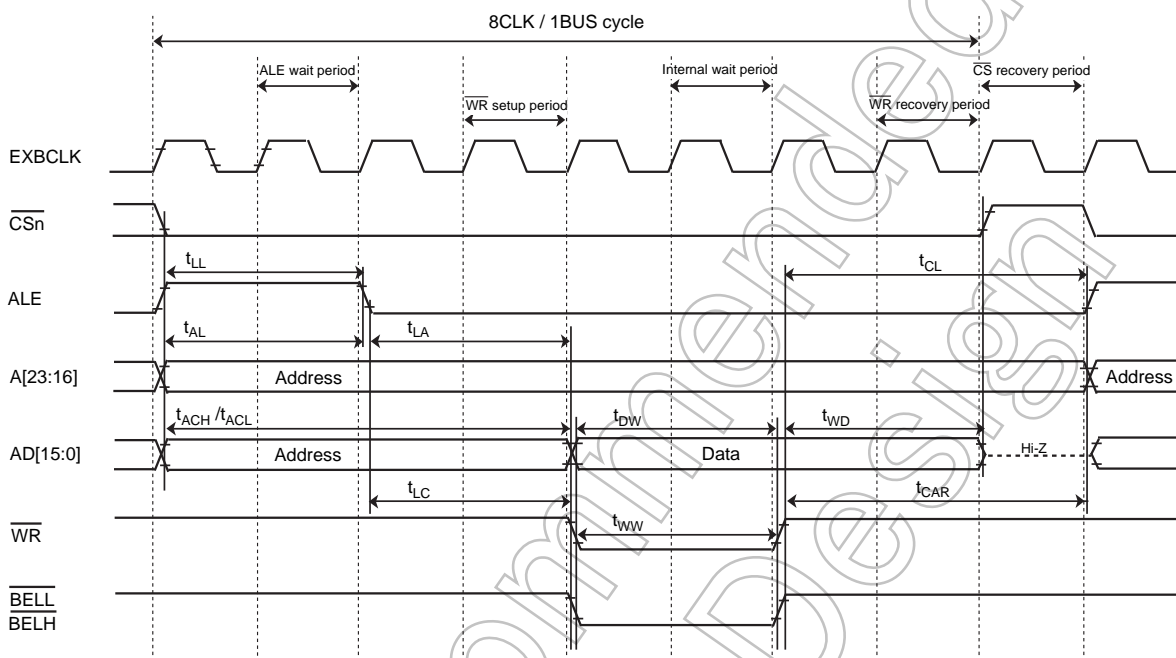 8CLK / 1BUS cycle
ALE wait period
Internal wait period
CS recovery period
WR setup period
WR recovery period
EXBCLK
CSn
tLL
tCL
ALE
tAL
tLA
A[23:16]
Address
Address
tACH /tACL
tDW
tWD
AD[15:0]
Address
Data
Hi-Z
tLC
tCAR
WR
tWW
BELL
BELH
Design